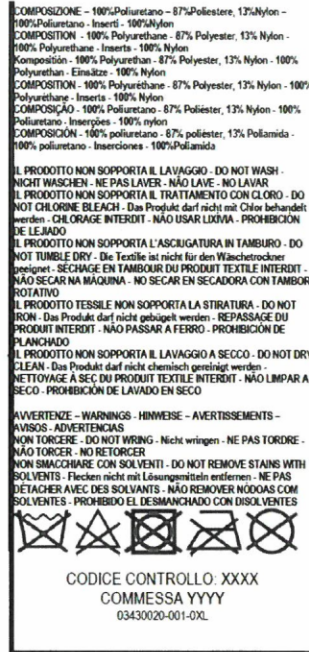 COMPOSIZIONE - 100%Poliuretano – 87%Poliestere, 13%Nylon –
100%Poliuretano - Inserti - 100%Nylon
COMPOSITION - 100% Polyurethane - 87% Polyester, 13% Nylon -
100% Polyurethane - Inserts - 100% Nylon
Komposition - 100% Polyurethan - 87% Polyester, 13% Nylon - 100%
Polyurethan - Einsätze - 100% Nylon
COMPOSITION - 100% Polyuréthane - 87% Polyester, 13% Nylon - 100%
Polyuréthane - Inserts - 100% Nylon
COMPOSIÇÃO - 100% Poliuretano - 87% Poliéster, 13% Nylon - 100%
Poliuretano - Inserções - 100% nylon
COMPOSICIÓN - 100% poliuretano - 87% poliéster, 13% Poliamida -
100% poliuretano - Inserciones - 100%Poliamida
IL PRODOTTO NON SOPPORTA IL LAVAGGIO - DO NOT WASH -
NICHT WASCHEN - NE PAS LAVER - NÃO LAVE - NO LAVAR
IL PRODOTTO NON SOPPORTA IL TRATTAMENTO CON CLORO - DO
NOT CHLORINE BLEACH - Das Produkt darf nicht mit Chlor behandelt
werden - CHLORAGE INTERDIT - NÃO USAR LIXIVIA - PROHIBICIÓN
DE LEJIADO
IL PRODOTTO NON SOPPORTA L'ASCIUGATURA IN TAMBURO - DO
NOT TUMBLE DRY - Die Textilie ist nicht für den Wäschetrockner
geeignet - SÉCHAGE EN TAMBOUR DU PRODUIT TEXTILE INTERDIT -
NÃO SECAR NA MÁQUINA - NO SECAR EN SECADORA CON TAMBOR
ROTATIVO
IL PRODOTTO TESSILE NON SOPPORTA LA STIRATURA - DO NOT
IRON - Das Produkt darf nicht gebügelt werden - REPASSAGE DU
PRODUIT INTERDIT - NÃO PASSAR A FERRO - PROHIBICIÓN DE
PLANCHADO
IL PRODOTTO NON SOPPORTA IL LAVAGGIO A SECCO - DO NOT DRY
CLEAN - Das Produkt darf nicht chemisch gereinigt werden -
NETTOYAGE À SEC DU PRODUIT TEXTILE INTERDIT - NÃO LIMPAR A
SECO - PROHIBICIÓN DE LAVADO EN SECO
AVVERTENZE – WARNINGS - HINWEISE – AVERTISSEMENTS –
AVISOS - ADVERTENCIAS
NON TORCERE - DO NOT WRING - Nicht wringen - NE PAS TORDRE -
NÃO TORCER - NO RETORCER
NON SMACCHIARE CON SOLVENTI - DO NOT REMOVE STAINS WITH
SOLVENTS - Flecken nicht mit Lösungsmitteln entfernen - NE PAS
DÉTACHER AVEC DES SOLVANTS - NÃO REMOVER NÓDOAS COM
SOLVENTES - PROHIBIDO EL DESMANCHADO CON DISOLVENTES
CODICE CONTROLLO: XXXX
COMMESSA YYYY
03430020-001-0XL